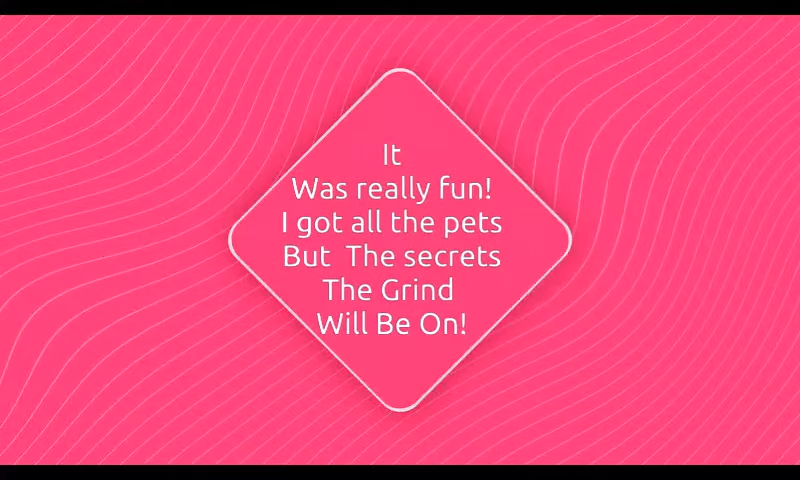 It
Was really fun!
I got all the pets
But  The secrets
The Grind
Will Be On!